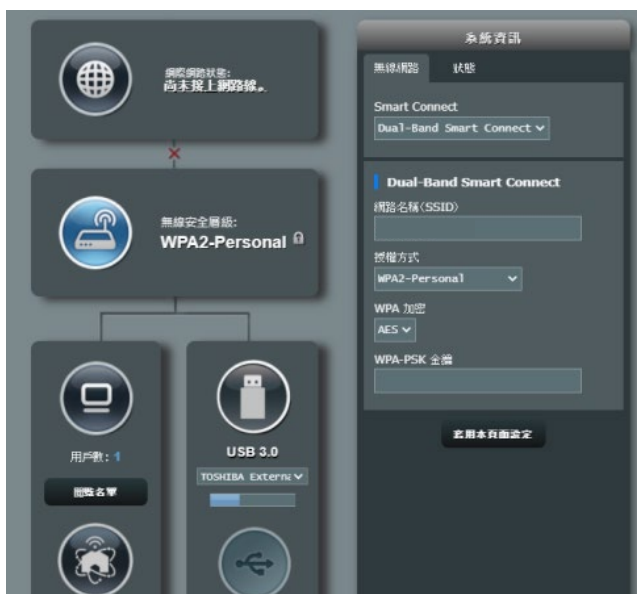 網際網路狀態:
尚未接上網路線。
無線安全層級:
WPA2-Personal
用戶數: 1
閱覽名單
USB 3.0
TOSHIBA Externa
系統資訊
無線網路 狀態
Smart Connect
Dual-Band Smart Connect
Dual-Band Smart Connect
網路名稱(SSID)
授權方式
WPA2-Personal
WPA 加密
AES
WPA-PSK 金鑰
套用本頁面設定